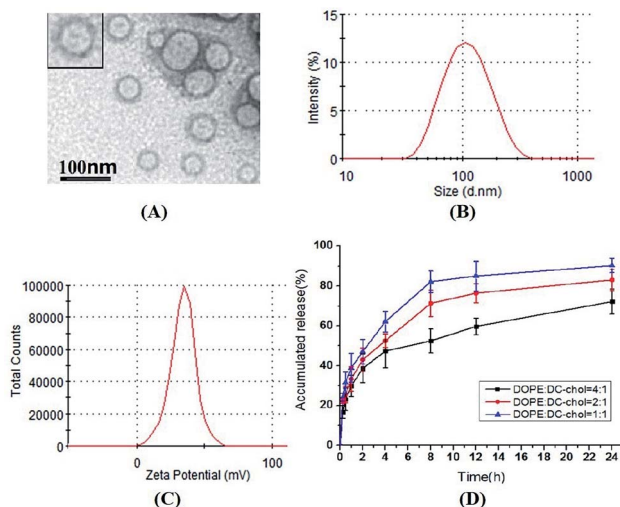 100nm
(A)
15
10
5
0
Intensity (%)
10
100
1000
Size (d.nm)
(B)
100000
80000
60000
40000
20000
0
Total Counts
0
100
Zeta Potential (mV)
(C)
100
80
60
40
20
0
Accumulated release(%)
DOPE:DC-chol=4:1
DOPE:DC-chol=2:1
DOPE:DC-chol=1:1
0 2 4 6 8 10 12 14 16 18 20 22 24
Time(h)
(D)